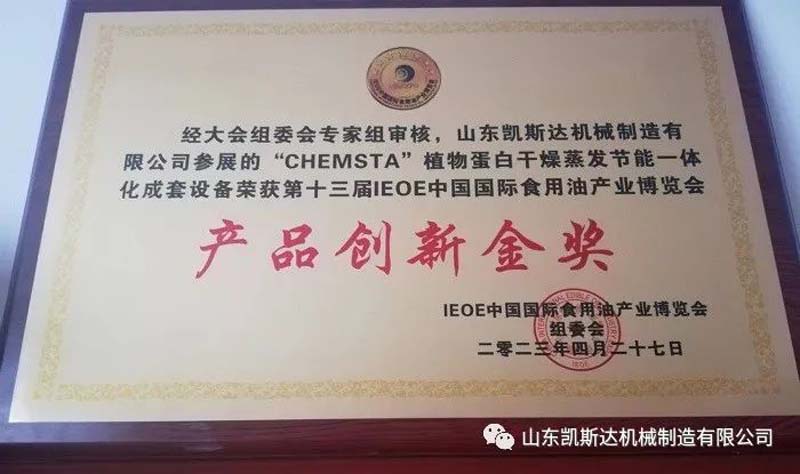 经大会组委会专家组审核，山东凯斯达机械制造有
限公司参展的“CHEMSTA”植物蛋白干燥蒸发节能一体
化成套设备荣获第十三届IEOE中国国际食用油产业博览会
产品创新金奖
IEOE中国国际食用油产业博览会
组委会
二零二三年四月二十七日
IEOE
山东凯斯达机械制造有限公司